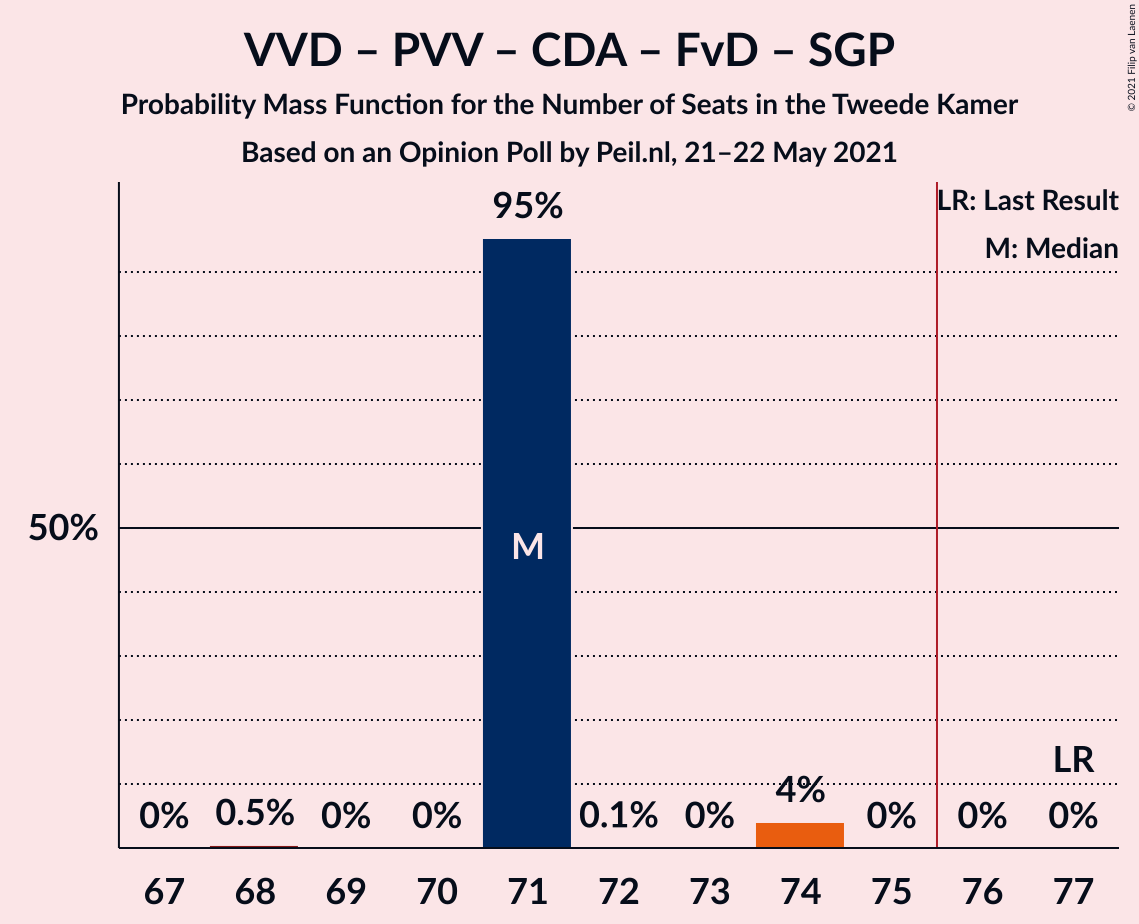 VVD – PVV – CDA – FvD – SGP
Probability Mass Function for the Number of Seats in the Tweede Kamer
Based on an Opinion Poll by Peil.nl, 21–22 May 2021
© 2021 Filip van Laenen
LR: Last Result
M: Median
95%
50%
M
LR
0% 0.5% 0% 0% 0.1% 0% 4% 0% 0% 0%
67 68 69 70 71 72 73 74 75 76 77